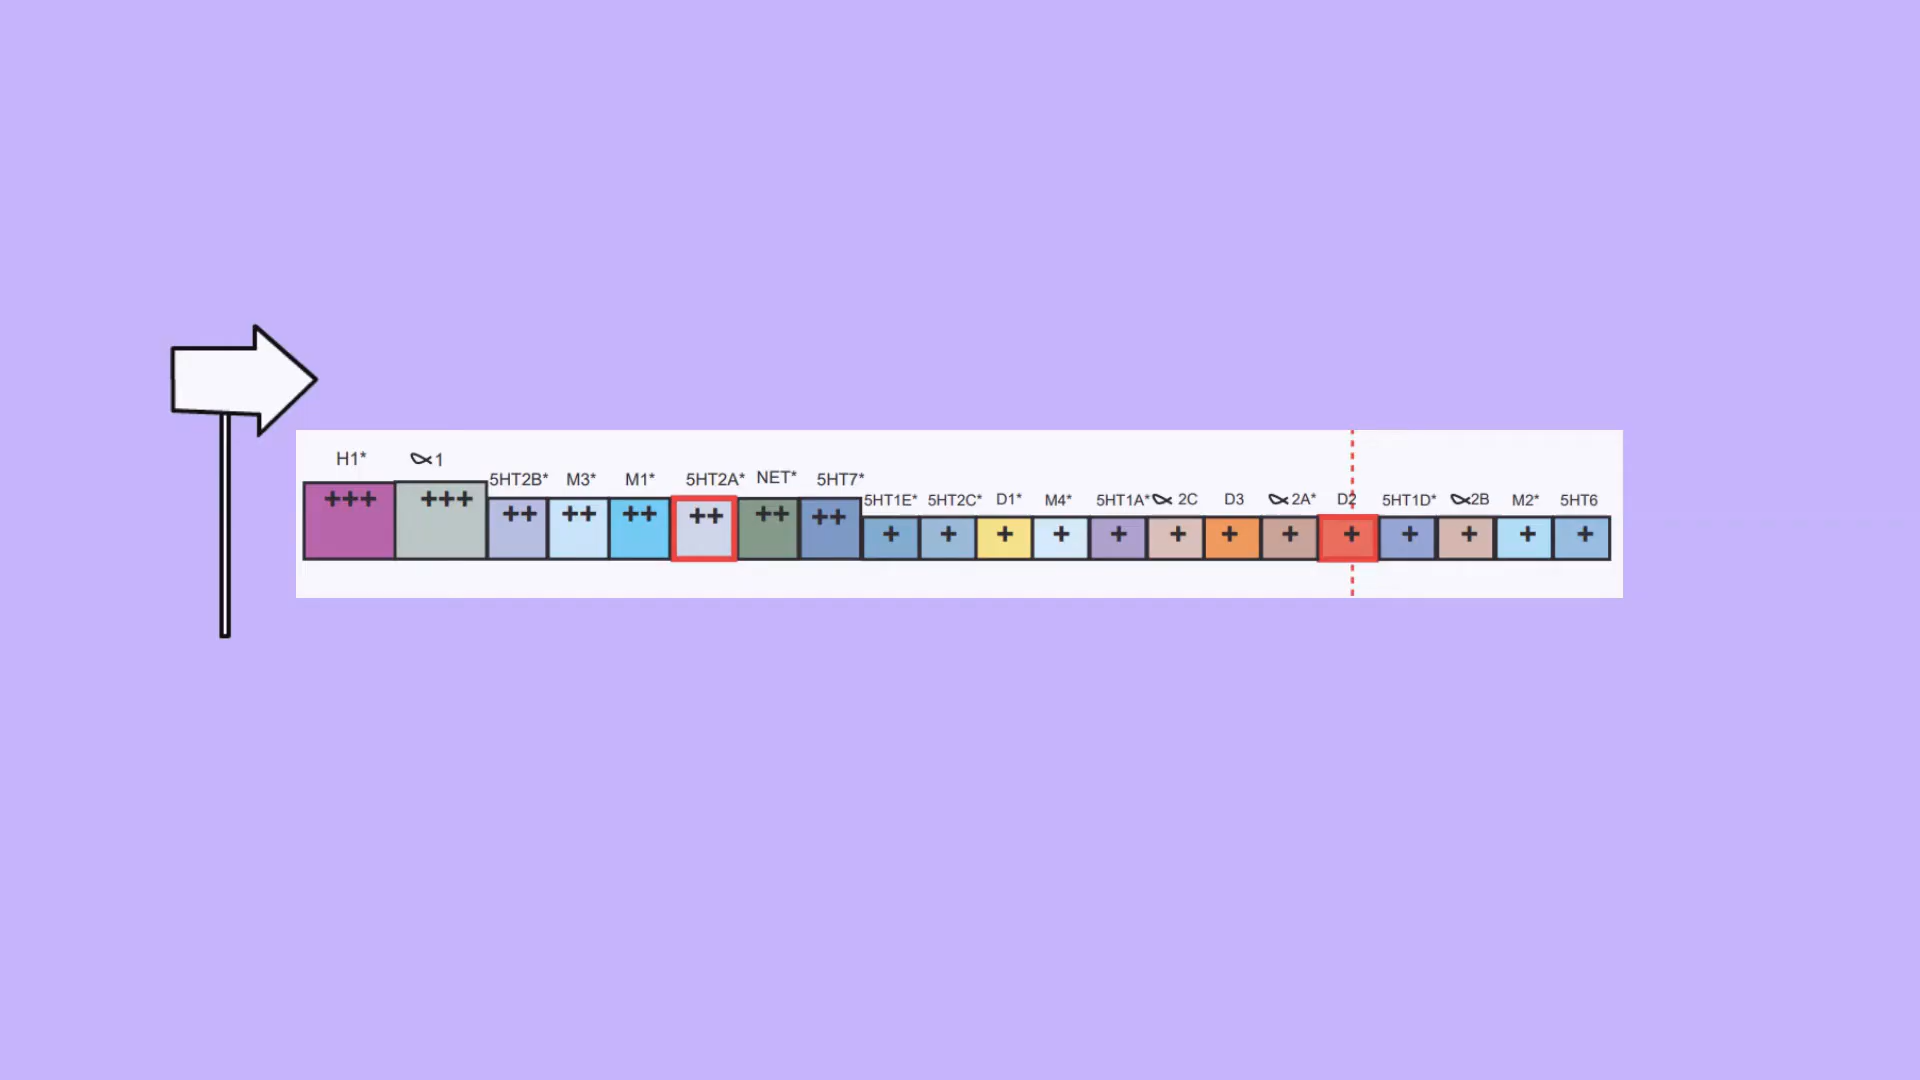 H1* ∝1
5HT2B* M3* M1* 5HT2A* NET* 5HT7*
5HT1E* 5HT2C* D1* M4* 5HT1A* ∝2C D3 ∝2A* D2 5HT1D* ∝2B M2* 5HT6
+++ +++ ++ ++ ++ ++ ++ ++ + + + + + + + + + + + + +